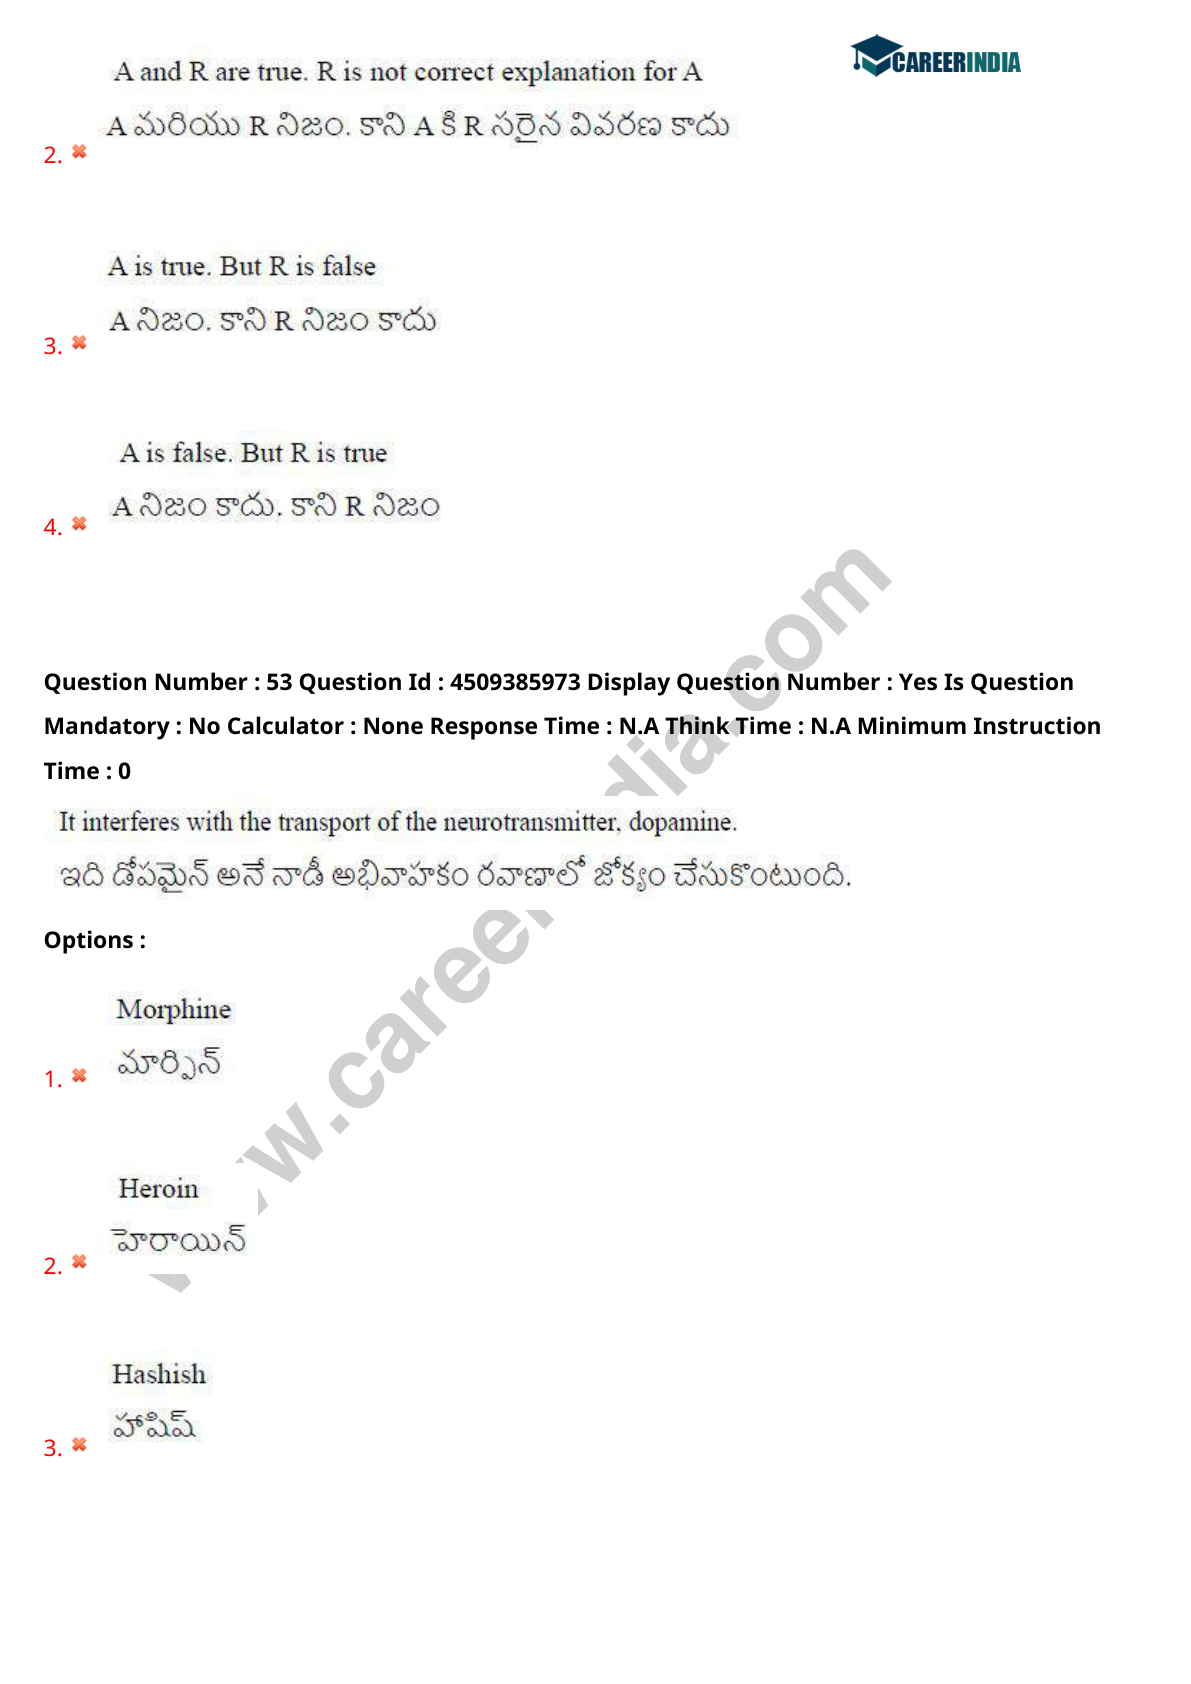 CAREERINDIA
A and R are true. R is not correct explanation for A
A మరియు R నిజం. కాని A కి R సరైన వివరణ కాదు
2.
A is true. But R is false
A నిజం. కాని R నిజం కాదు
3.
A is false. But R is true
A నిజం కాదు. కాని R నిజం
4.
Question Number : 53 Question Id : 4509385973 Display Question Number : Yes Is Question
Mandatory : No Calculator : None Response Time : N.A Think Time : N.A Minimum Instruction
Time : 0
It interferes with the transport of the neurotransmitter, dopamine.
ఇది డోపమైన్ అనే నాడీ అభివాహకం రవాణాలో జోక్యం చేసుకొంటుంది.
Options :
Morphine
మార్ఫిన్
1.
Heroin
హెరాయిన్
2.
Hashish
హాషిష్
3.